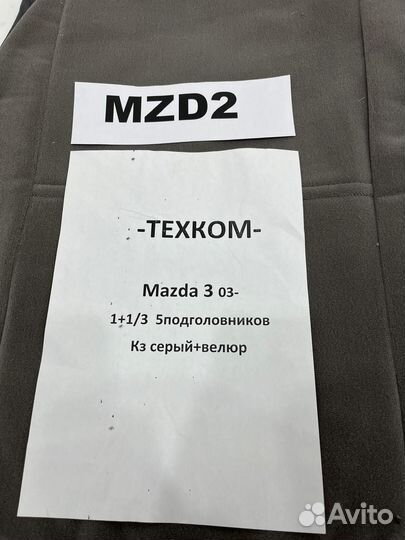 MZD2
-ТЕХКОМ-
Mazda 3 03-
1+1/3 5подголовников
Кз серый+велюр
Avito